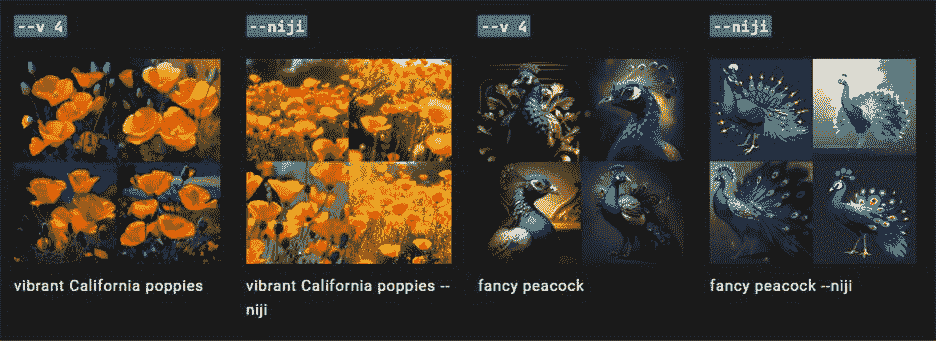 --v 4
--niji
--v 4
--niji
vibrant California poppies
vibrant California poppies --
niji
fancy peacock
fancy peacock --niji